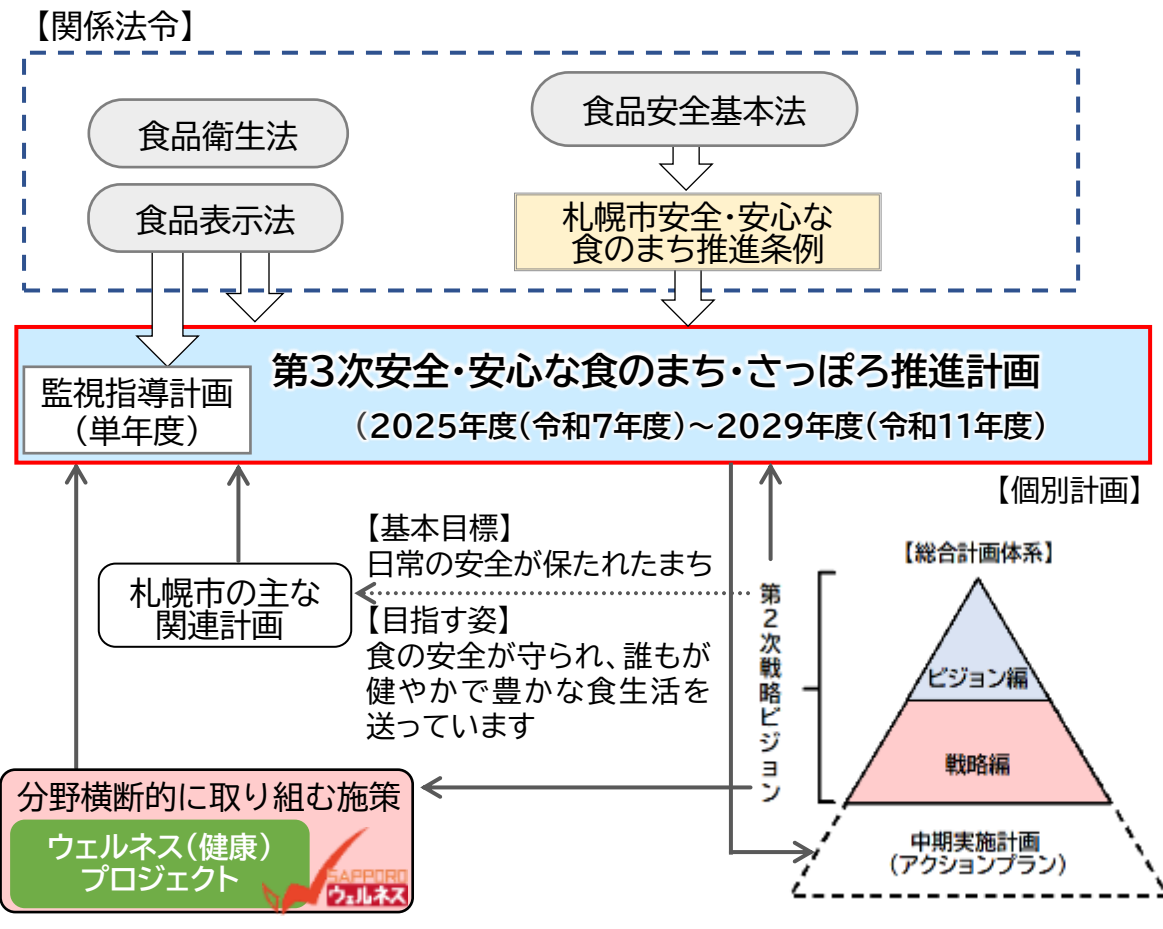 【関係法令】
食品衛生法
食品表示法
食品安全基本法
札幌市安全・安心な
食のまち推進条例
第3次安全・安心な食のまち・さっぽろ推進計画
（2025年度(令和7年度)～2029年度(令和11年度）
監視指導計画
（単年度）
【個別計画】
【基本目標】
日常の安全が保たれたまち
札幌市の主な
関連計画
【目指す姿】
食の安全が守られ、誰もが
健やかで豊かな食生活を
送っています
第2次戦略ビジョン
【総合計画体系】
ビジョン編
戦略編
中期実施計画
（アクションプラン）
分野横断的に取り組む施策
ウェルネス（健康）
プロジェクト
SAPPORO
ウェルネス